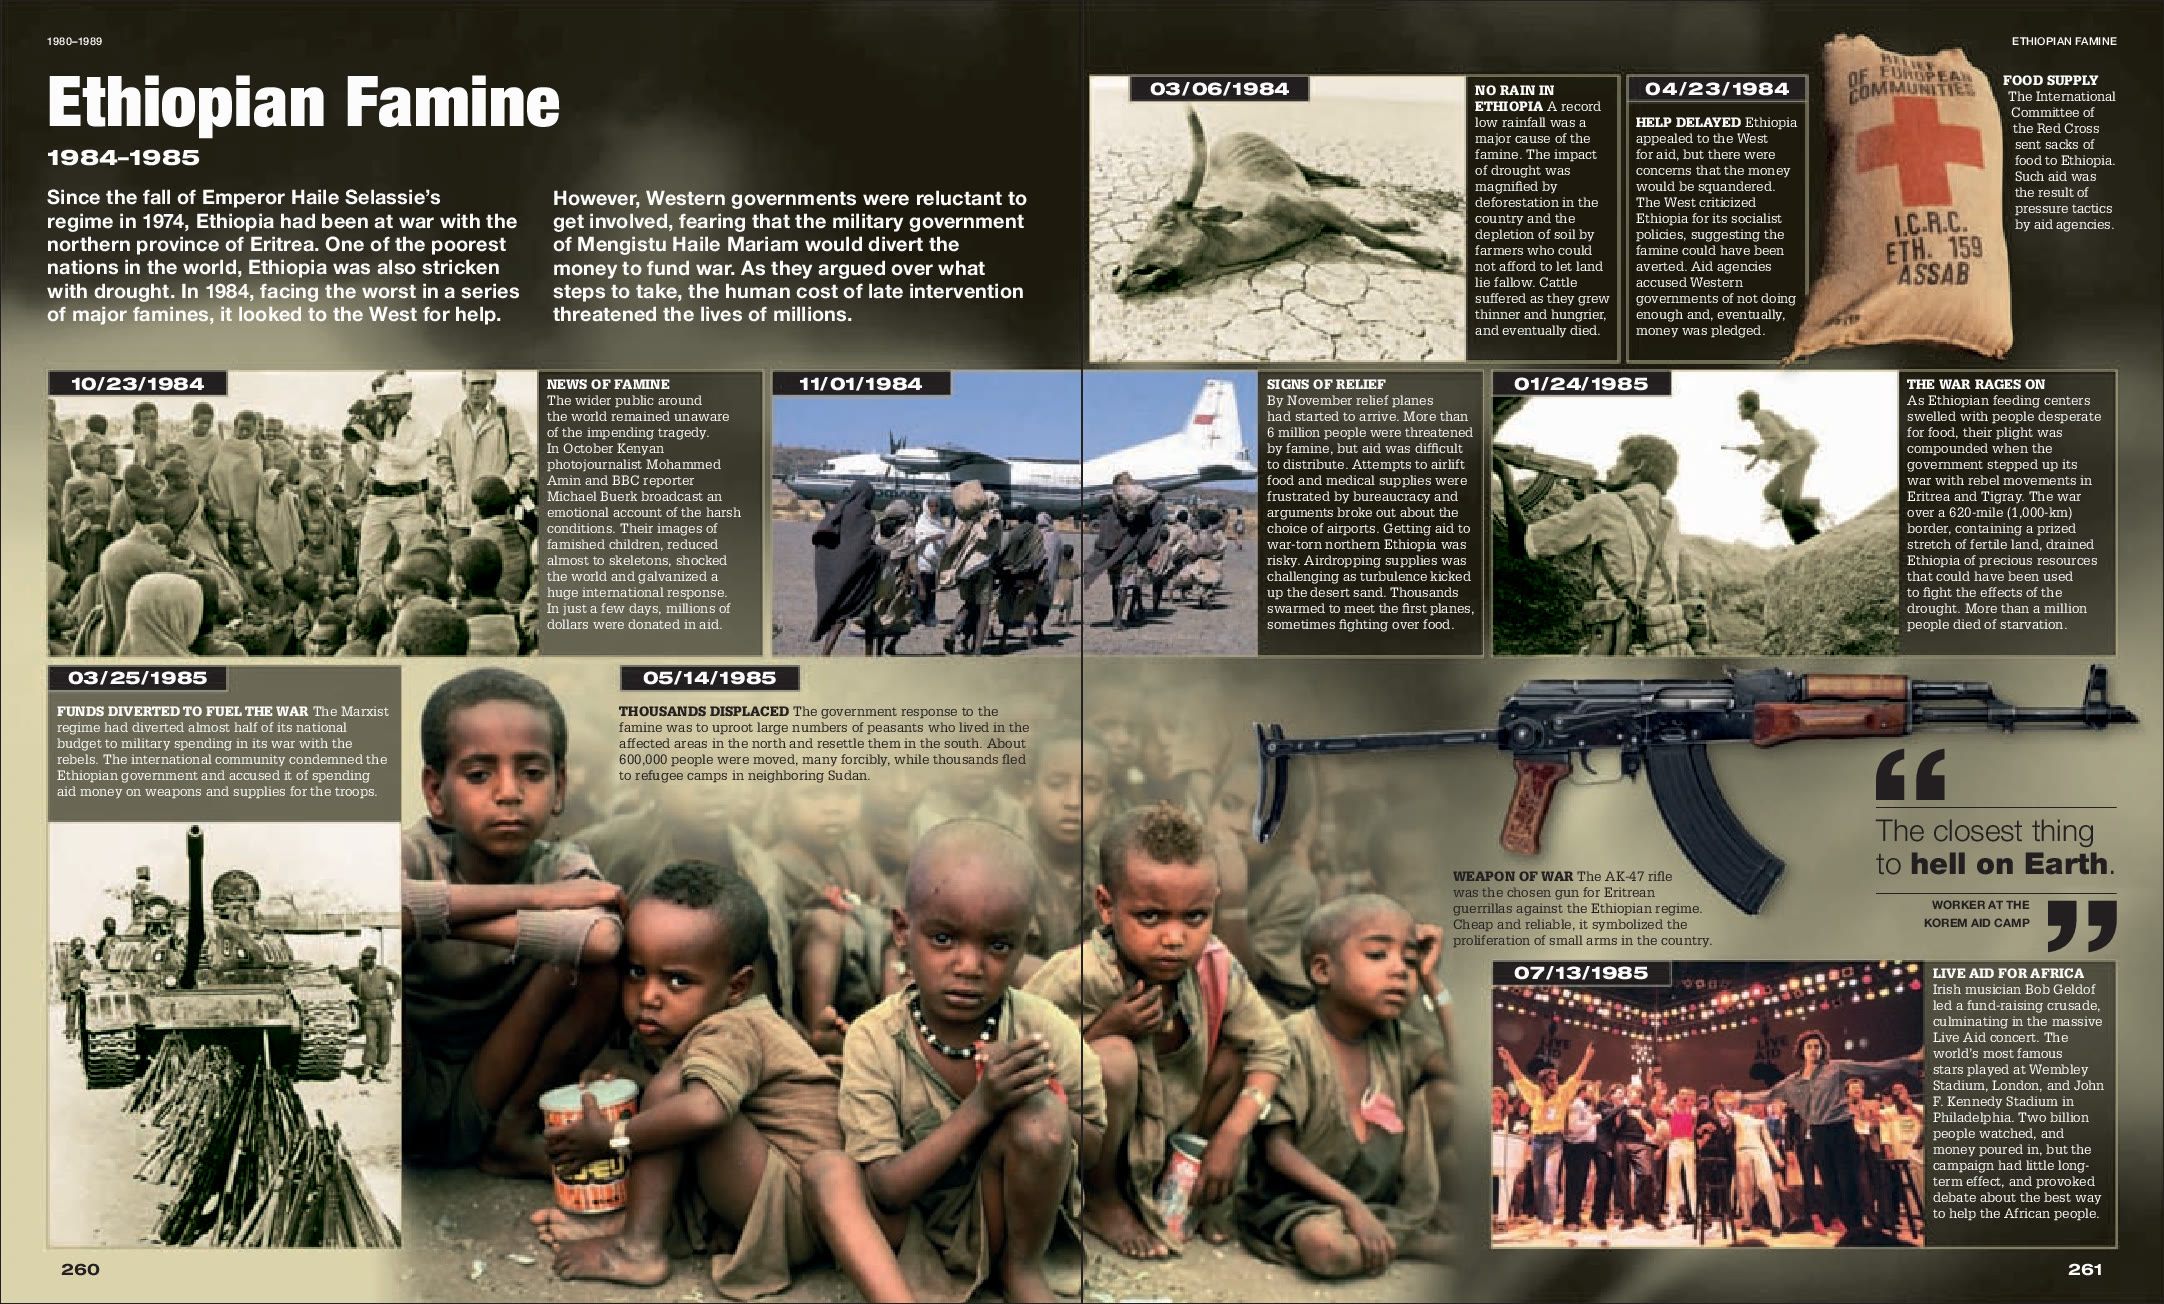 1980–1989
ETHIOPIAN FAMINE
Ethiopian Famine
1984–1985
Since the fall of Emperor Haile Selassie's
regime in 1974, Ethiopia had been at war with the
northern province of Eritrea. One of the poorest
nations in the world, Ethiopia was also stricken
with drought. In 1984, facing the worst in a series
of major famines, it looked to the West for help.
However, Western governments were reluctant to
get involved, fearing that the military government
of Mengistu Haile Mariam would divert the
money to fund war. As they argued over what
steps to take, the human cost of late intervention
threatened the lives of millions.
03/06/1984
NO RAIN IN
ETHIOPIA A record
low rainfall was a
major cause of the
famine. The impact
of drought was
magnified by
deforestation in the
country and the
depletion of soil by
farmers who could
not afford to let land
lie fallow. Cattle
suffered as they grew
thinner and hungrier,
and eventually died.
04/23/1984
HELP DELAYED Ethiopia
appealed to the West
for aid, but there were
concerns that the money
would be squandered.
The West criticized
Ethiopia for its socialist
policies, suggesting the
famine could have been
averted. Aid agencies
accused Western
governments of not doing
enough and, eventually,
money was pledged.
RELIEF
OF EUROPEAN
COMMUNITIES
I.C.R.C.
ETH. 159
ASSAB
FOOD SUPPLY
The International
Committee of
the Red Cross
sent sacks of
food to Ethiopia.
Such aid was
the result of
pressure tactics
by aid agencies.
10/23/1984
NEWS OF FAMINE
The wider public around
the world remained unaware
of the impending tragedy.
In October Kenyan
photojournalist Mohammed
Amin and BBC reporter
Michael Buerk broadcast an
emotional account of the harsh
conditions. Their images of
famished children, reduced
almost to skeletons, shocked
the world and galvanized a
huge international response.
In just a few days, millions of
dollars were donated in aid.
11/01/1984
SIGNS OF RELIEF
By November relief planes
had started to arrive. More than
6 million people were threatened
by famine, but aid was difficult
to distribute. Attempts to airlift
food and medical supplies were
frustrated by bureaucracy and
arguments broke out about the
choice of airports. Getting aid to
war-torn northern Ethiopia was
risky. Airdropping supplies was
challenging as turbulence kicked
up the desert sand. Thousands
swarmed to meet the first planes,
sometimes fighting over food.
01/24/1985
THE WAR RAGES ON
As Ethiopian feeding centers
swelled with people desperate
for food, their plight was
compounded when the
government stepped up its
war with rebel movements in
Eritrea and Tigray. The war
over a 620-mile (1,000-km)
border, containing a prized
stretch of fertile land, drained
Ethiopia of precious resources
that could have been used
to fight the effects of the
drought. More than a million
people died of starvation.
03/25/1985
FUNDS DIVERTED TO FUEL THE WAR The Marxist
regime had diverted almost half of its national
budget to military spending in its war with the
rebels. The international community condemned the
Ethiopian government and accused it of spending
aid money on weapons and supplies for the troops.
05/14/1985
THOUSANDS DISPLACED The government response to the
famine was to uproot large numbers of peasants who lived in the
affected areas in the north and resettle them in the south. About
600,000 people were moved, many forcibly, while thousands fled
to refugee camps in neighboring Sudan.
WEAPON OF WAR The AK-47 rifle
was the chosen gun for Eritrean
guerrillas against the Ethiopian regime.
Cheap and reliable, it symbolized the
proliferation of small arms in the country.
“
The closest thing
to hell on Earth.
WORKER AT THE
KOREM AID CAMP
”
07/13/1985
LIVE AID
LIVE AID
LIVE AID FOR AFRICA
Irish musician Bob Geldof
led a fund-raising crusade,
culminating in the massive
Live Aid concert. The
world's most famous
stars played at Wembley
Stadium, London, and John
F. Kennedy Stadium in
Philadelphia. Two billion
people watched, and
money poured in, but the
campaign had little long-
term effect, and provoked
debate about the best way
to help the African people.
260
261